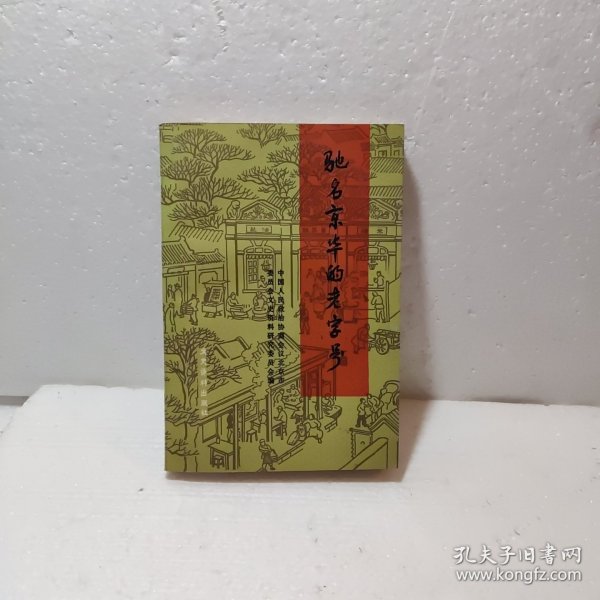 驰名京华的老字号
中国人民政治协商会议北京市
委员会文史资料研究委员会编
孔夫子旧书网
www.kongfz.com